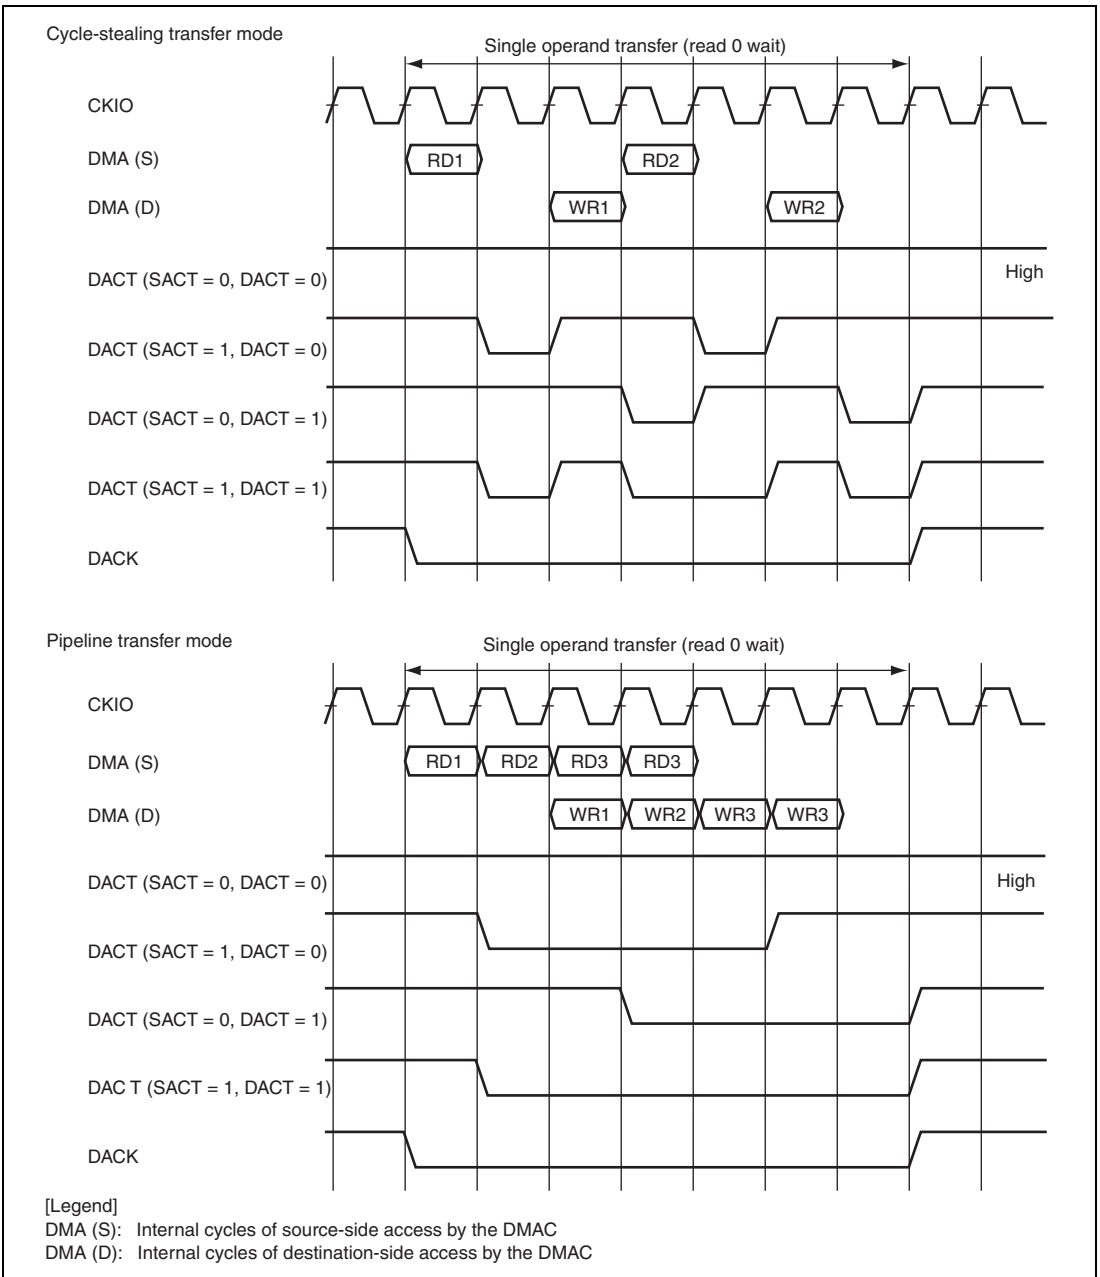 Cycle-stealing transfer mode
Single operand transfer (read 0 wait)
CKIO
DMA (S)
RD1
RD2
DMA (D)
WR1
WR2
DACT (SACT = 0, DACT = 0)
High
DACT (SACT = 1, DACT = 0)
DACT (SACT = 0, DACT = 1)
DACT (SACT = 1, DACT = 1)
DACK
Pipeline transfer mode
Single operand transfer (read 0 wait)
CKIO
DMA (S)
RD1
RD2
RD3
RD3
DMA (D)
WR1
WR2
WR3
WR3
DACT (SACT = 0, DACT = 0)
High
DACT (SACT = 1, DACT = 0)
DACT (SACT = 0, DACT = 1)
DAC T (SACT = 1, DACT = 1)
DACK
[Legend]
DMA (S): Internal cycles of source-side access by the DMAC
DMA (D): Internal cycles of destination-side access by the DMAC